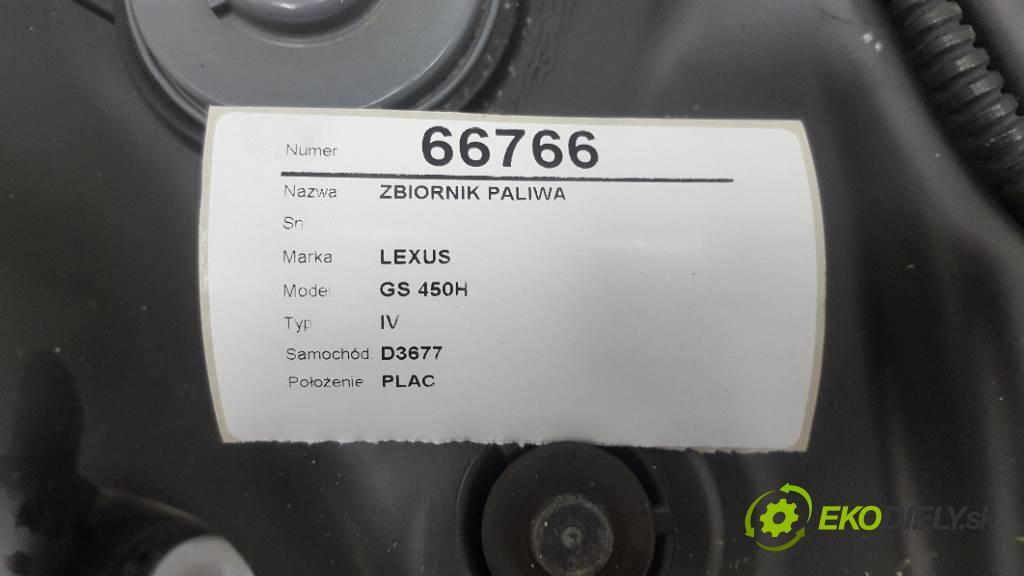 Numer 66766
Nazwa ZBIORNIK PALIWA
Sn
Marka LEXUS
Model GS 450H
Typ IV
Samochód: D3677
Położenie PLAC
EKODIELY.sk